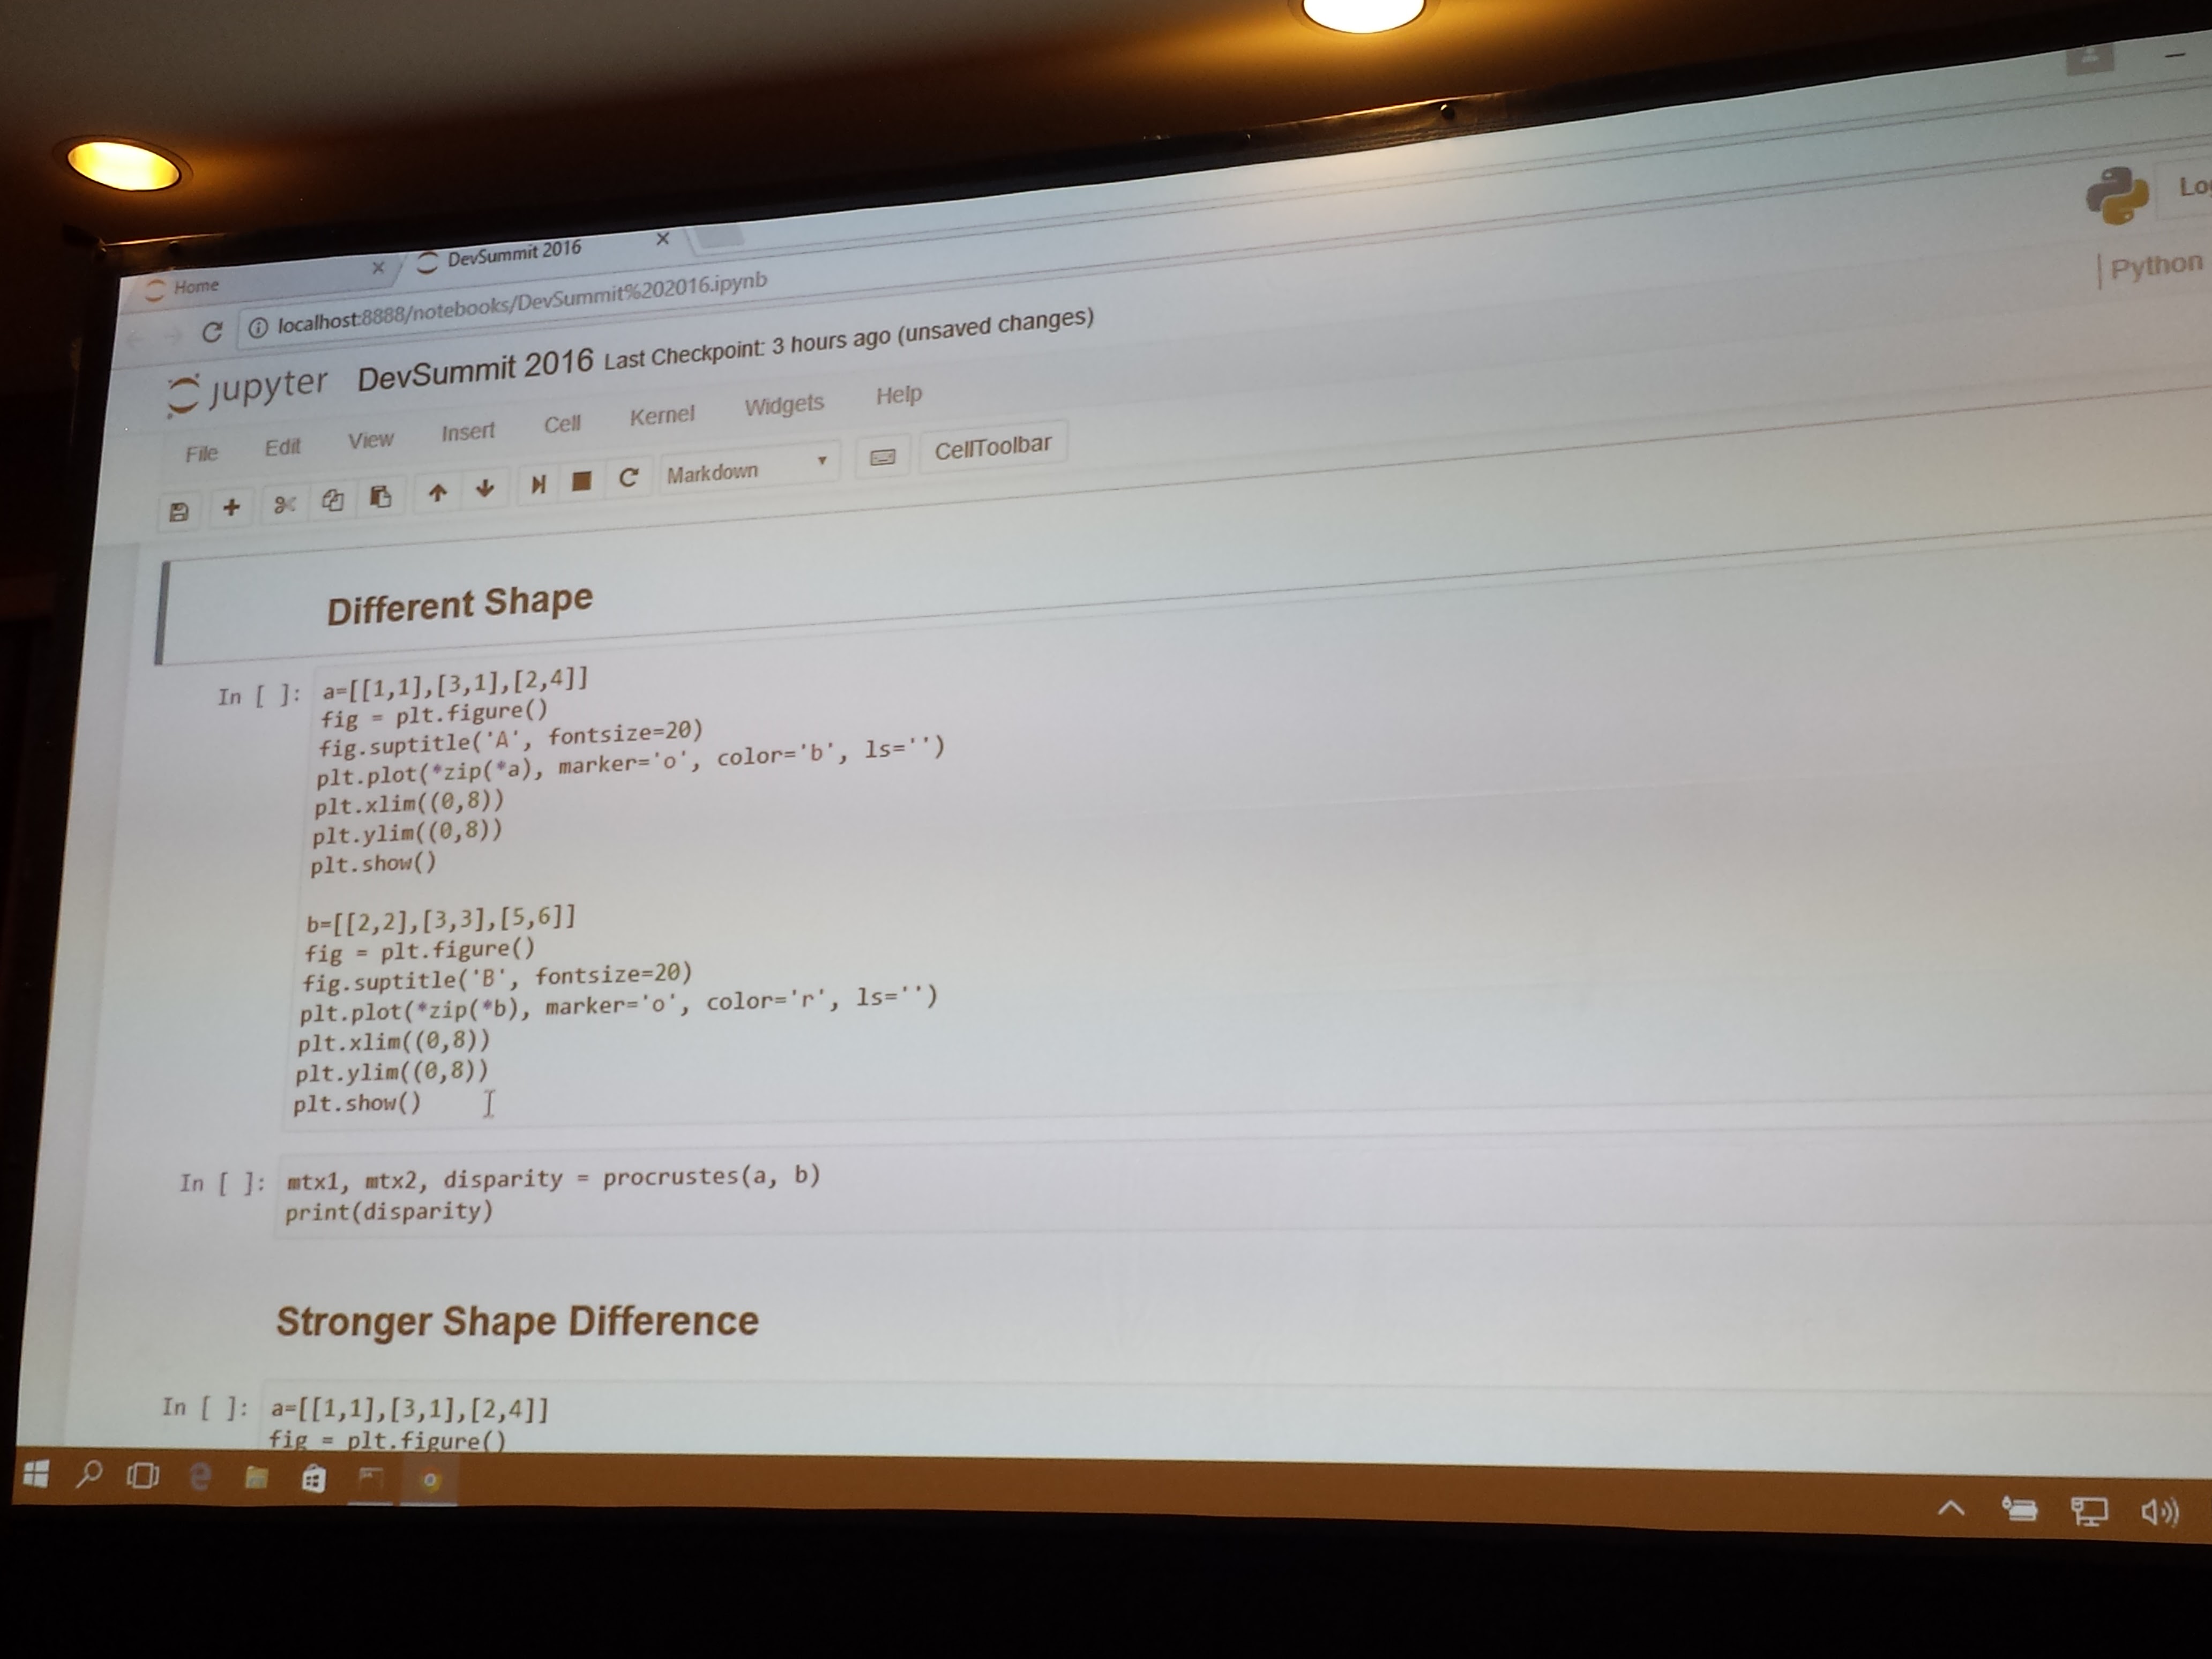 Home
DevSummit 2016
localhost:8888/notebooks/DevSummit%202016.ipynb
jupyter DevSummit 2016 Last Checkpoint: 3 hours ago (unsaved changes)
File Edit View Insert Cell Kernel Widgets Help
Python
Markdown
CellToolbar
Different Shape
In [ ]: a=[[1,1],[3,1],[2,4]]
fig = plt.figure()
fig.suptitle('A', fontsize=20)
plt.plot(*zip(*a), marker='o', color='b', ls='')
plt.xlim((0,8))
plt.ylim((0,8))
plt.show()
b=[[2,2],[3,3],[5,6]]
fig = plt.figure()
fig.suptitle('B', fontsize=20)
plt.plot(*zip(*b), marker='o', color='r', ls='')
plt.xlim((0,8))
plt.ylim((0,8))
plt.show()
In [ ]: mtx1, mtx2, disparity = procrustes(a, b)
print(disparity)
Stronger Shape Difference
In [ ]: a=[[1,1],[3,1],[2,4]]
fig = plt.figure()